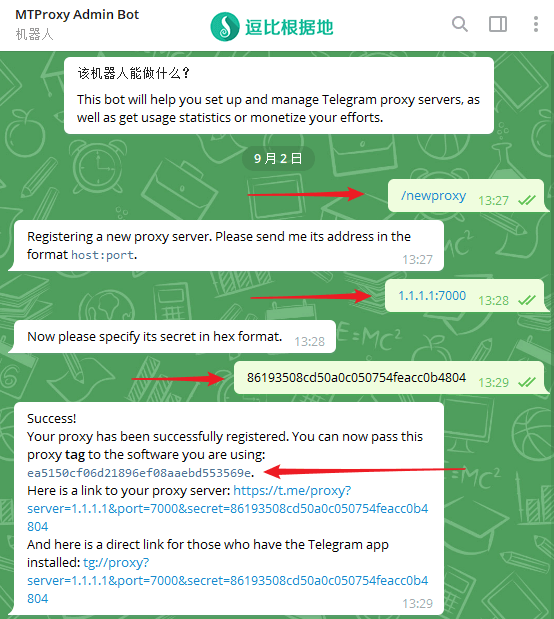 MTProxy Admin Bot
机器人
逗比根据地
该机器人能做什么?
This bot will help you set up and manage Telegram proxy servers, as
well as get usage statistics or monetize your efforts.
9 月 2 日
/newproxy 13:27
Registering a new proxy server. Please send me its address in the
format host:port. 13:27
1.1.1.1:7000 13:28
Now please specify its secret in hex format. 13:28
86193508cd50a0c050754feacc0b4804 13:29
Success!
Your proxy has been successfully registered. You can now pass this
proxy tag to the software you are using:
ea5150cf06d21896ef08aaebd553569e.
Here is a link to your proxy server: https://t.me/proxy?
server=1.1.1.1&port=7000&secret=86193508cd50a0c050754feacc0b4
804
And here is a direct link for those who have the Telegram app
installed: tg://proxy?
server=1.1.1.1&port=7000&secret=86193508cd50a0c050754feacc0b4
804 13:29